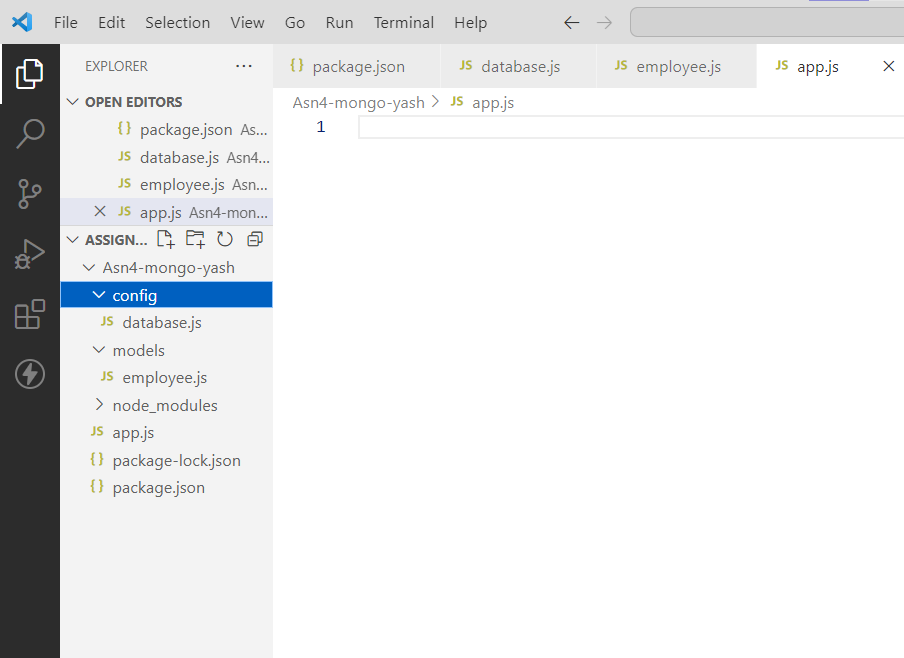 File Edit Selection View Go Run Terminal Help
EXPLORER ...
{} package.json JS database.js JS employee.js JS app.js
OPEN EDITORS
Asn4-mongo-yash > JS app.js
{} package.json As...
1
JS database.js Asn4...
JS employee.js Asn...
JS app.js Asn4-mon...
ASSIGN...
Asn4-mongo-yash
config
JS database.js
models
JS employee.js
node_modules
JS app.js
{} package-lock.json
{} package.json